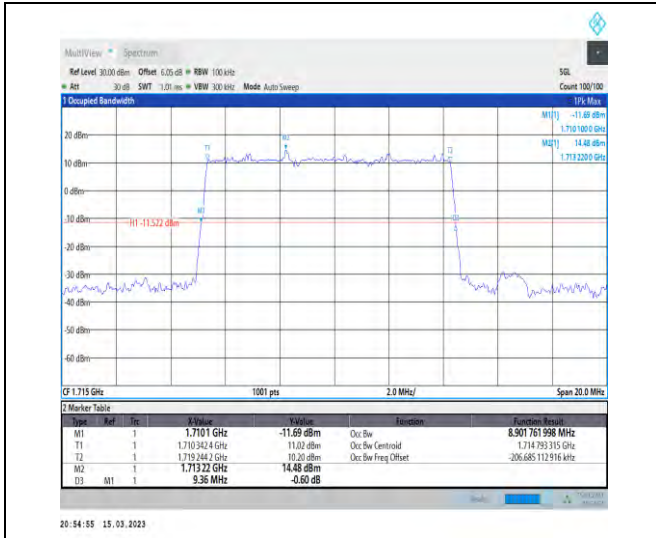 MultiView Spectrum
Ref Level 30.00 dBm Offset 6.05 dB RBW 100 kHz SGL
Att 30 dB SWT 1.01 ms VBW 300 kHz Mode Auto Sweep Count 100/100
1 Occupied Bandwidth 1Pk Max
M1[1] -11.69 dBm
1.710 100 0 GHz
M2[1] 14.48 dBm
1.713 220 0 GHz
20 dBm
T1
M2
T2
10 dBm
0 dBm
M1
-10 dBm
H1 -11.522 dBm
D3
-20 dBm
-30 dBm
-40 dBm
-50 dBm
-60 dBm
CF 1.715 GHz 1001 pts 2.0 MHz/ Span 20.0 MHz
2 Marker Table
Type Ref Trc X-Value Y-Value Function Function Result
M1 1 1.7101 GHz -11.69 dBm Occ Bw 8.901 761 998 MHz
T1 1 1.710 342 4 GHz 11.02 dBm Occ Bw Centroid 1.714 793 315 GHz
T2 1 1.719 244 2 GHz 10.20 dBm Occ Bw Freq Offset -206.685 112 916 kHz
M2 1 1.713 22 GHz 14.48 dBm
D3 M1 1 9.36 MHz -0.60 dB
20:54:55 15.03.2023